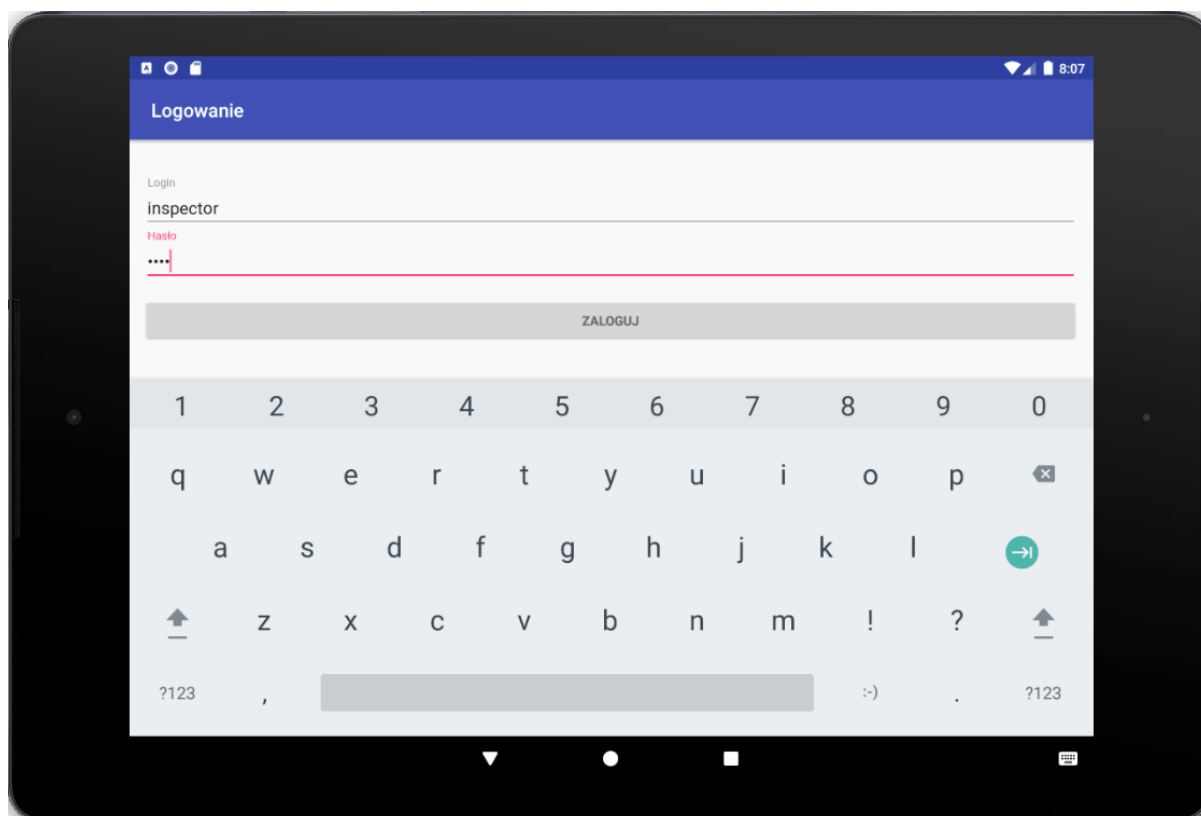 8:07
Logowanie
Login
inspector
Hasło
••••
ZALOGUJ
1 2 3 4 5 6 7 8 9 0
q w e r t y u i o p
a s d f g h j k l
z x c v b n m ! ?
?123 , :-) . ?123